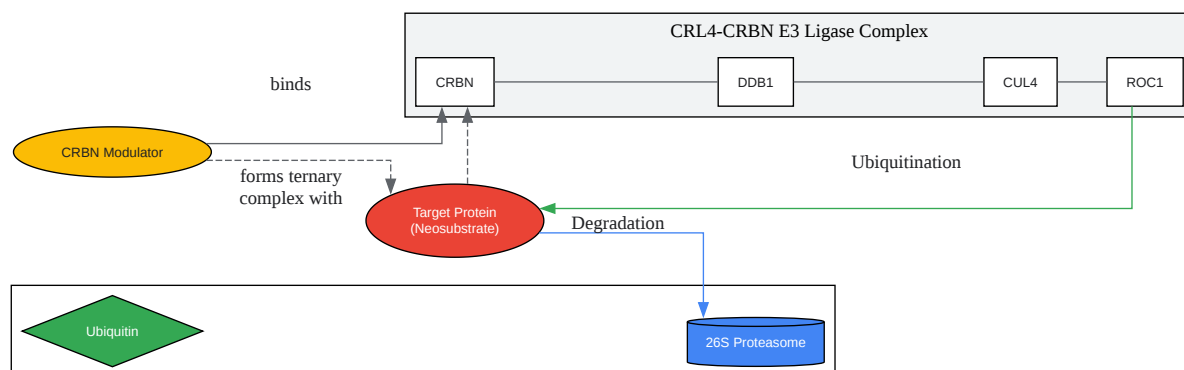 CRL4-CRBN E3 Ligase Complex
CRBN
DDB1
CUL4
ROC1
binds
CRBN Modulator
forms ternary
complex with
Ubiquitination
Target Protein
(Neosubstrate)
Degradation
Ubiquitin
26S Proteasome